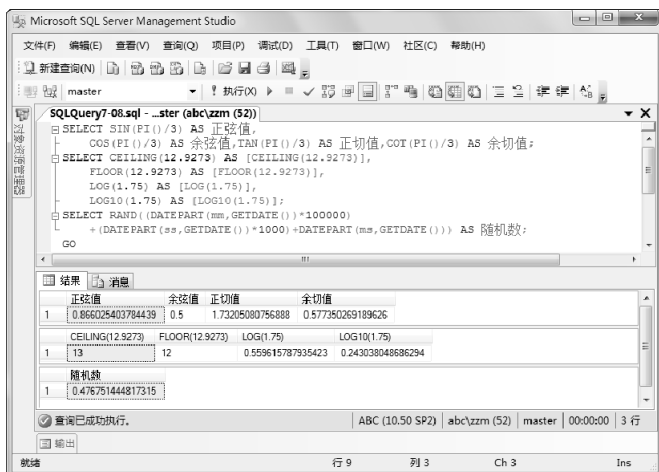 Microsoft SQL Server Management Studio
文件(F) 编辑(E) 查看(V) 查询(Q) 项目(P) 调试(D) 工具(T) 窗口(W) 社区(C) 帮助(H)
新建查询(N)
master 执行(X)
SQLQuery7-08.sql - ...ster (abc\zzm (52))
对象资源管理器
SELECT SIN(PI()/3) AS 正弦值,
COS(PI()/3) AS 余弦值,TAN(PI()/3) AS 正切值,COT(PI()/3) AS 余切值;
SELECT CEILING(12.9273) AS [CEILING(12.9273)],
FLOOR(12.9273) AS [FLOOR(12.9273)],
LOG(1.75) AS [LOG(1.75)],
LOG10(1.75) AS [LOG10(1.75)];
SELECT RAND((DATEPART(mm,GETDATE())*100000)
+(DATEPART(ss,GETDATE())*1000)+DATEPART(ms,GETDATE())) AS 随机数;
GO
结果 消息
正弦值 余弦值 正切值 余切值
1 0.866025403784439 0.5 1.73205080756888 0.577350269189626
CEILING(12.9273) FLOOR(12.9273) LOG(1.75) LOG10(1.75)
1 13 12 0.559615787935423 0.243038048686294
随机数
1 0.476751444817315
查询已成功执行。 ABC (10.50 SP2) abc\zzm (52) master 00:00:00 3 行
输出
就绪 行 9 列 3 Ch 3 Ins